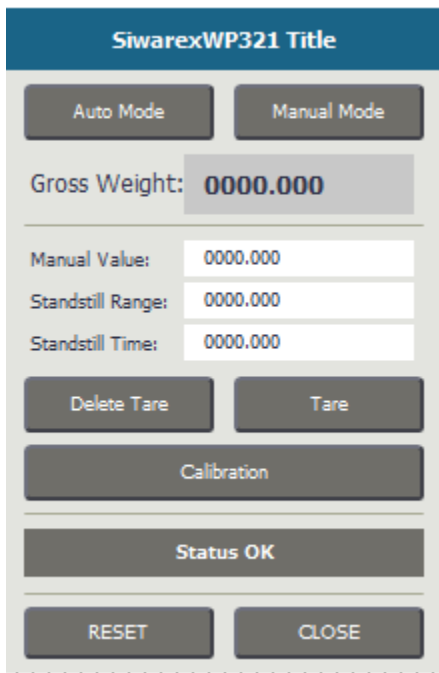 SiwarexWP321 Title
Auto Mode Manual Mode
Gross Weight: 0000.000
Manual Value: 0000.000
Standstill Range: 0000.000
Standstill Time: 0000.000
Delete Tare Tare
Calibration
Status OK
RESET CLOSE